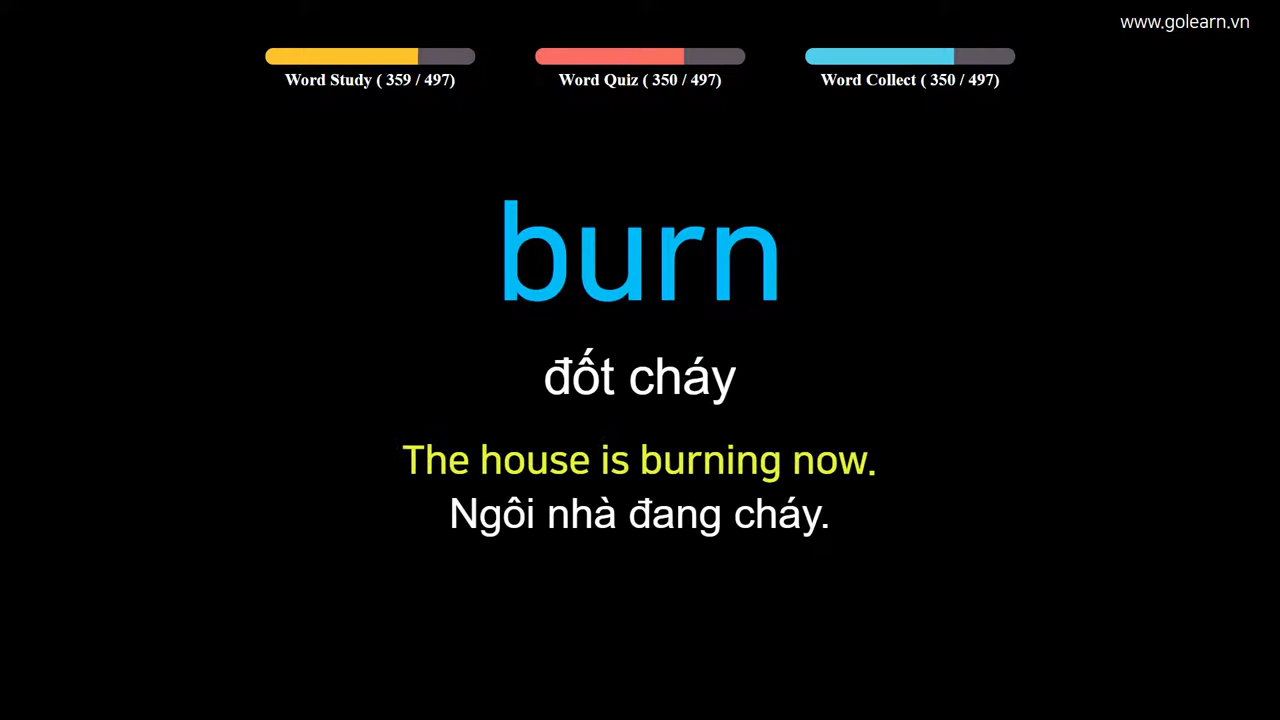 www.golearn.vn
Word Study ( 359 / 497)
Word Quiz ( 350 / 497)
Word Collect ( 350 / 497)
burn
đốt cháy
The house is burning now.
Ngôi nhà đang cháy.